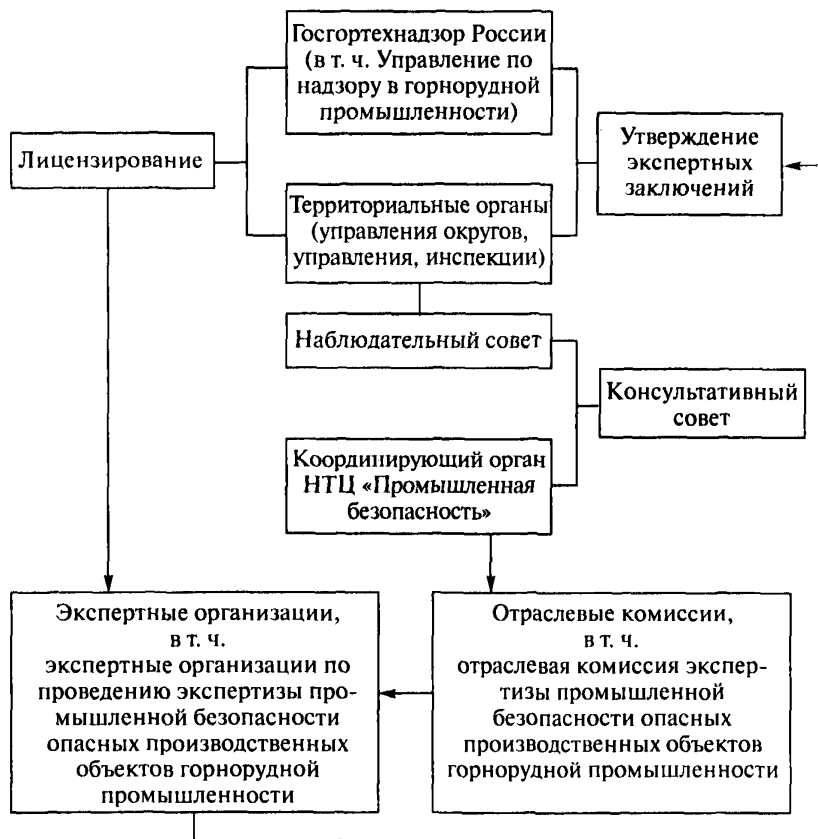 Госгортехнадзор России
(в т. ч. Управление по
надзору в горнорудной
промышленности)
Лицензирование
Утверждение
экспертных
заключений
Территориальные органы
(управления округов,
управления, инспекции)
Наблюдательный совет
Консультативный
совет
Координирующий орган
НТЦ «Промышленная
безопасность»
Экспертные организации,
в т. ч.
экспертные организации по
проведению экспертизы про-
мышленной безопасности
опасных производственных
объектов горнорудной
промышленности
Отраслевые комиссии,
в т. ч.
отраслевая комиссия экспер-
тизы промышленной
безопасности опасных
производственных объектов
горнорудной промышленности